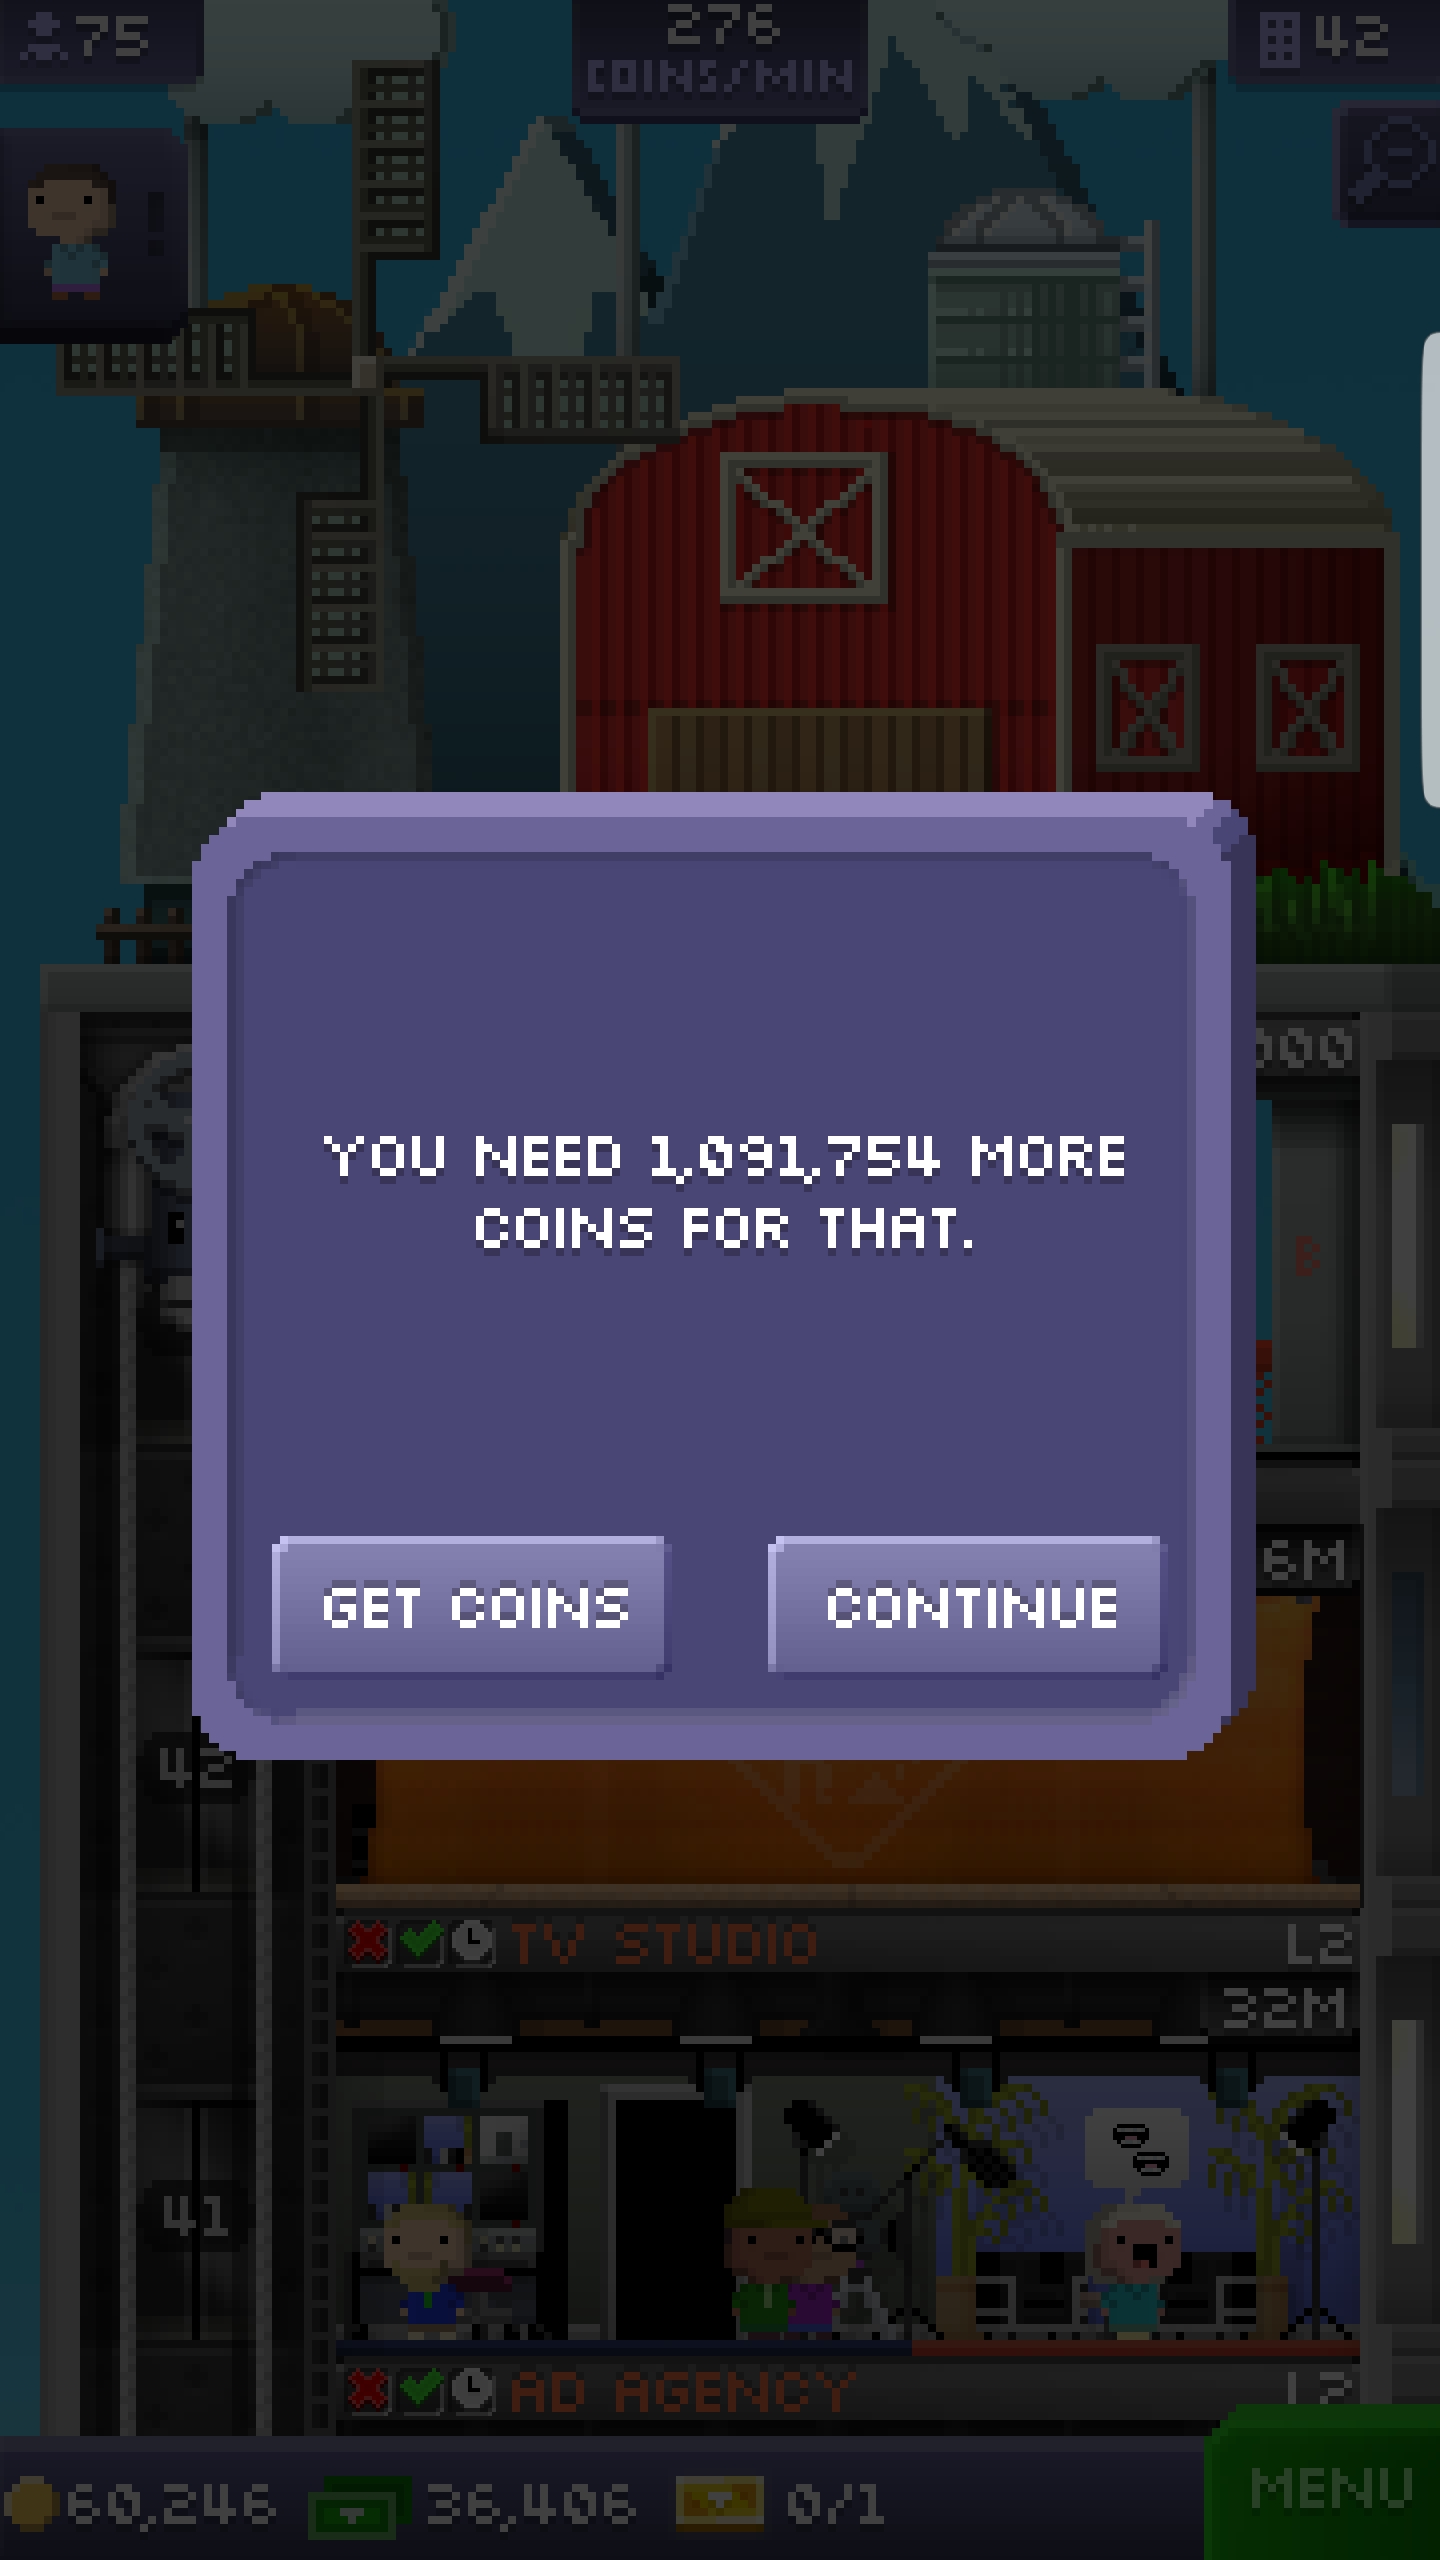 75
276
COINS/MIN
42
000
B
YOU NEED 1,091,754 MORE
COINS FOR THAT.
6M
GET COINS
CONTINUE
42
TV STUDIO
L2
32M
41
AD AGENCY
L2
60,246
36,406
0/1
MENU